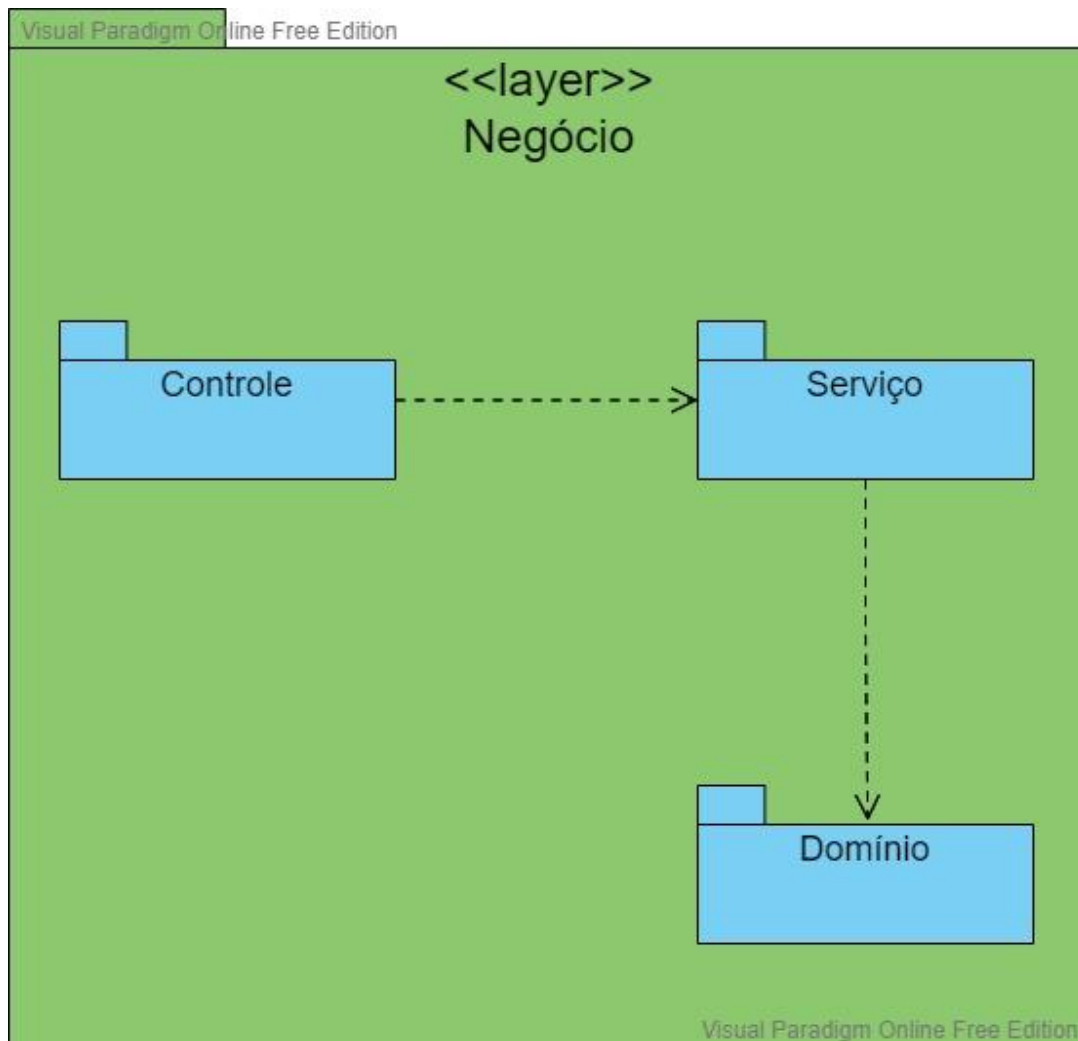 Visual Paradigm Online Free Edition
<<layer>>
Negócio
Controle
Serviço
Domínio
Visual Paradigm Online Free Edition